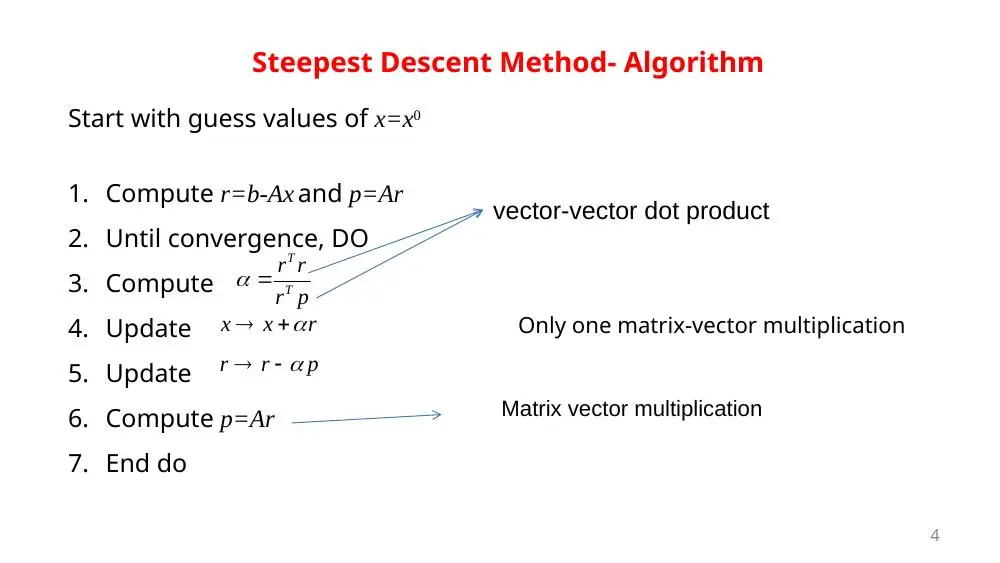 Steepest Descent Method- Algorithm
Start with guess values of x=x⁰
1. Compute r=b-Ax and p=Ar
vector-vector dot product
2. Until convergence, DO
3. Compute α = rᵀr / rᵀp
4. Update x → x + αr
Only one matrix-vector multiplication
5. Update r → r - αp
6. Compute p=Ar
Matrix vector multiplication
7. End do
4